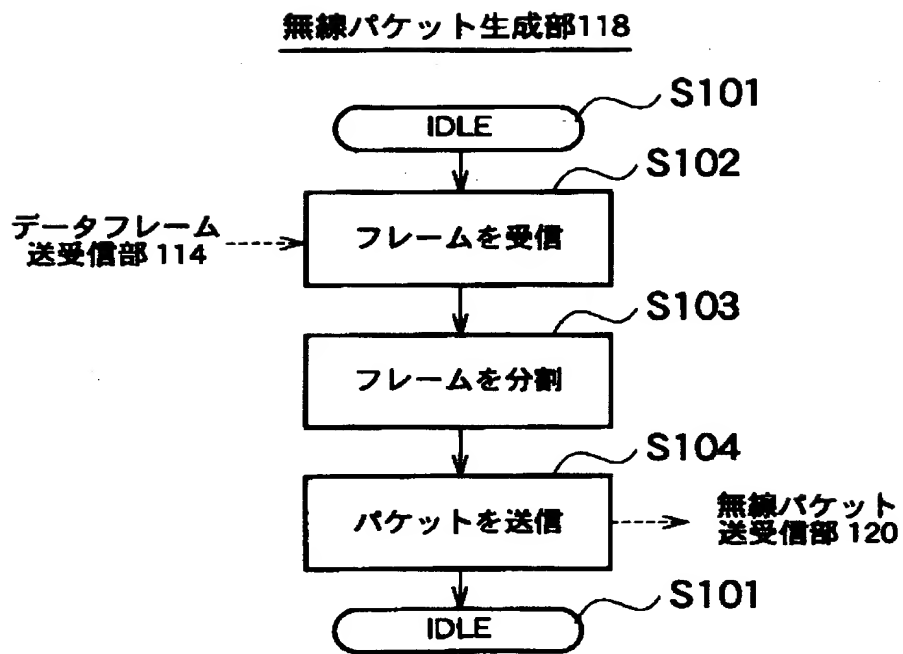 無線パケット生成部118
S101
IDLE
S102
フレームを受信
データフレーム
送受信部 114
S103
フレームを分割
S104
パケットを送信
無線パケット
送受信部 120
S101
IDLE